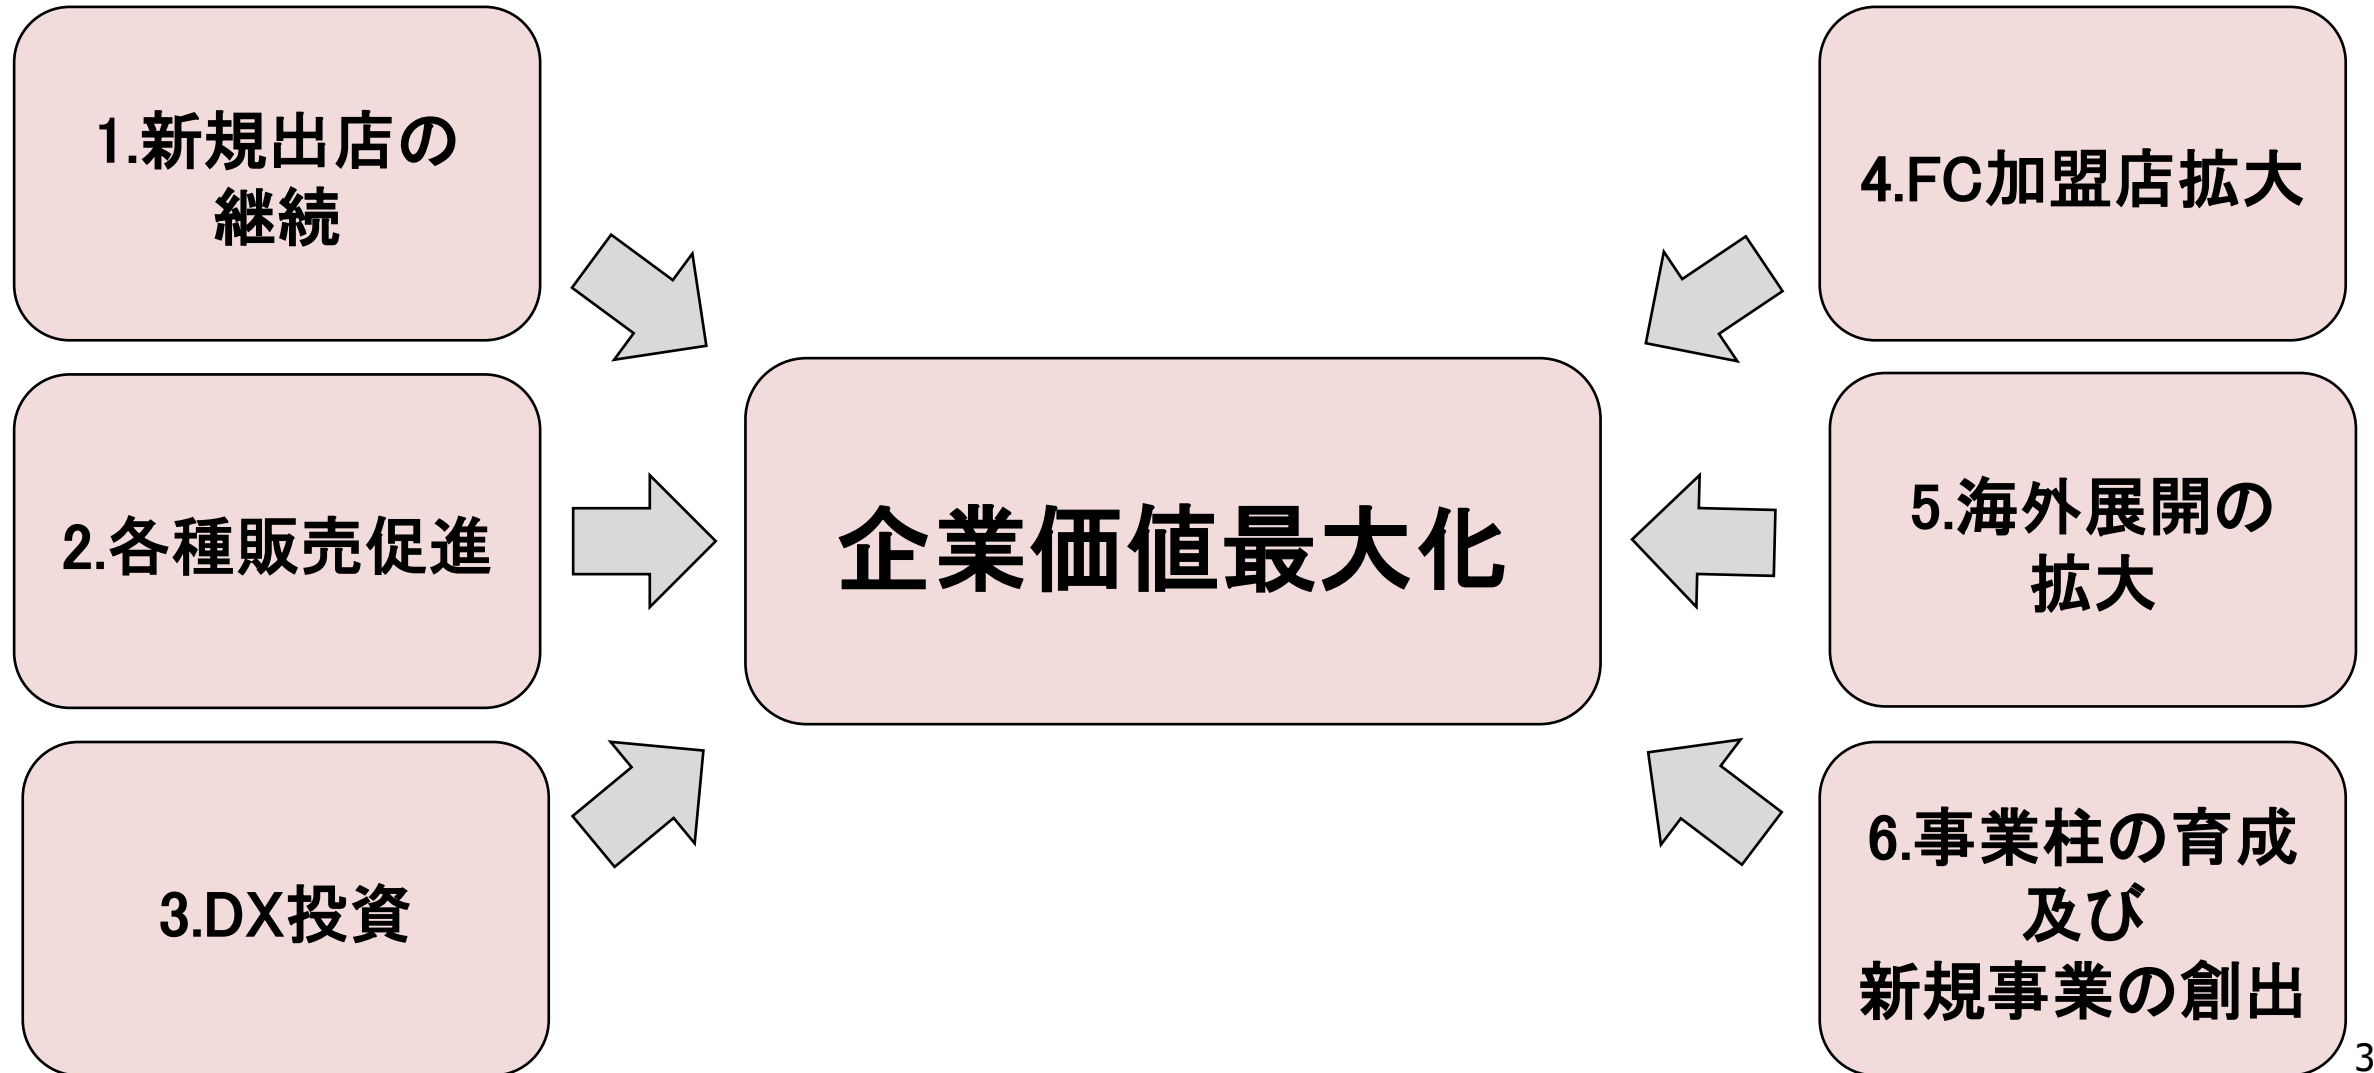 1.新規出店の
継続
2.各種販売促進
3.DX投資
企業価値最大化
4.FC加盟店拡大
5.海外展開の
拡大
6.事業柱の育成
及び
新規事業の創出
3